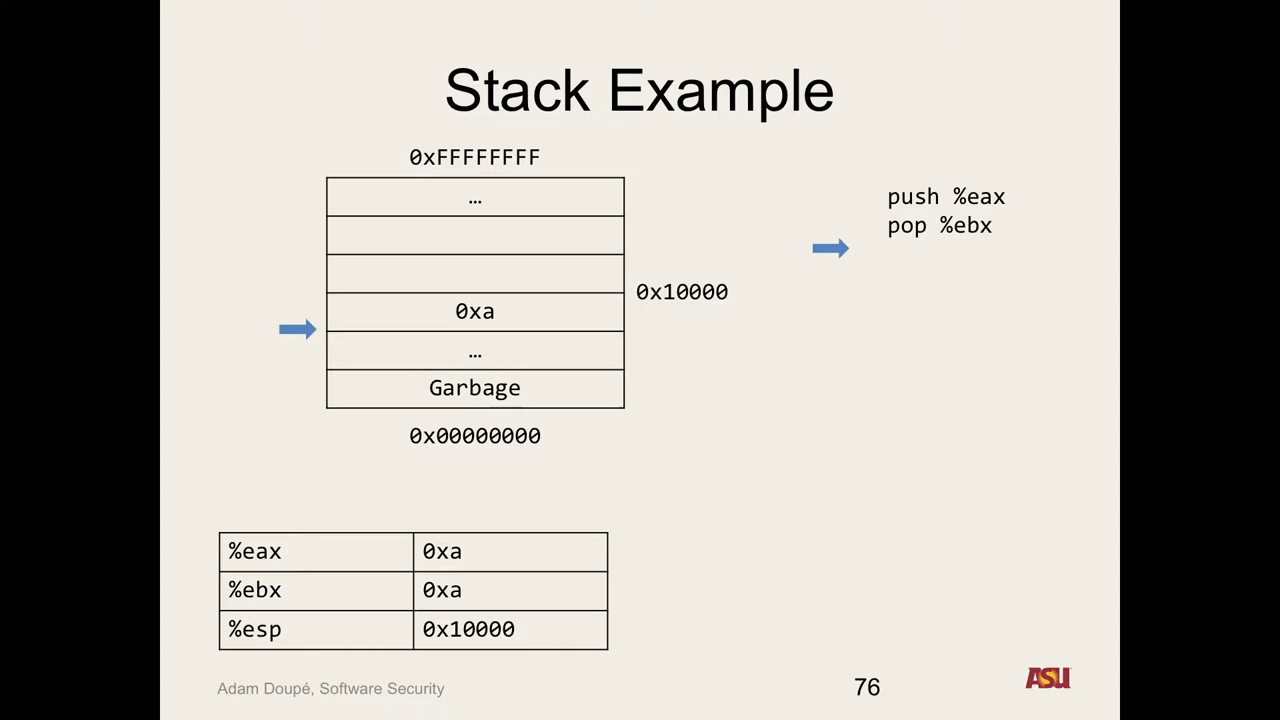 Stack Example
0xFFFFFFFF
…
push %eax
pop %ebx
0x10000
0xa
…
Garbage
0x00000000
%eax 0xa
%ebx 0xa
%esp 0x10000
Adam Doupé, Software Security
76
ASU